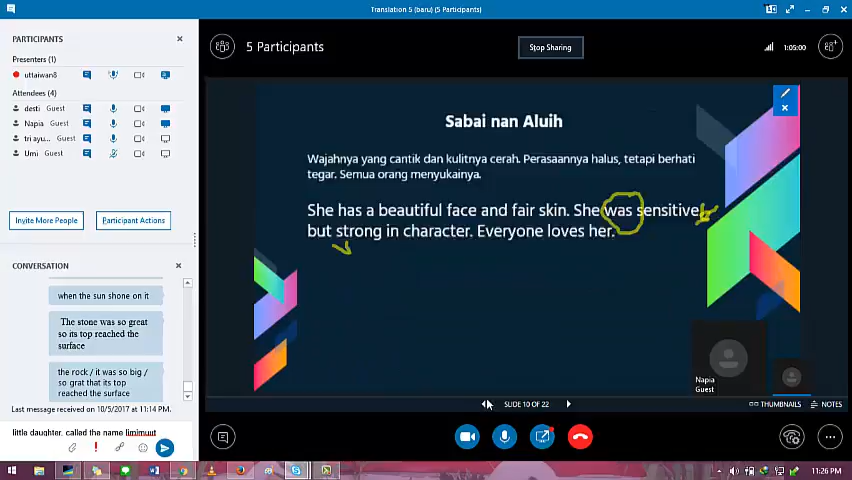 Translation 5 (baru) (5 Participants)
PARTICIPANTS
5 Participants
Stop Sharing
1:05:00
Presenters (1)
uttaiwan8
Attendees (4)
desti Guest
Napia Guest
tri ayu... Guest
Umi Guest
Invite More People
Participant Actions
CONVERSATION
when the sun shone on it
The stone was so great
so its top reached the
surface
the rock / it was so big /
so grat that its top
reached the surface
Last message received on 10/5/2017 at 11:14 PM.
little daughter, called the name limimuut
Sabai nan Aluih
Wajahnya yang cantik dan kulitnya cerah. Perasaannya halus, tetapi berhati
tegar. Semua orang menyukainya.
She has a beautiful face and fair skin. She was sensitive
but strong in character. Everyone loves her.
Napia
Guest
SLIDE 10 OF 22
THUMBNAILS
NOTES
11:26 PM